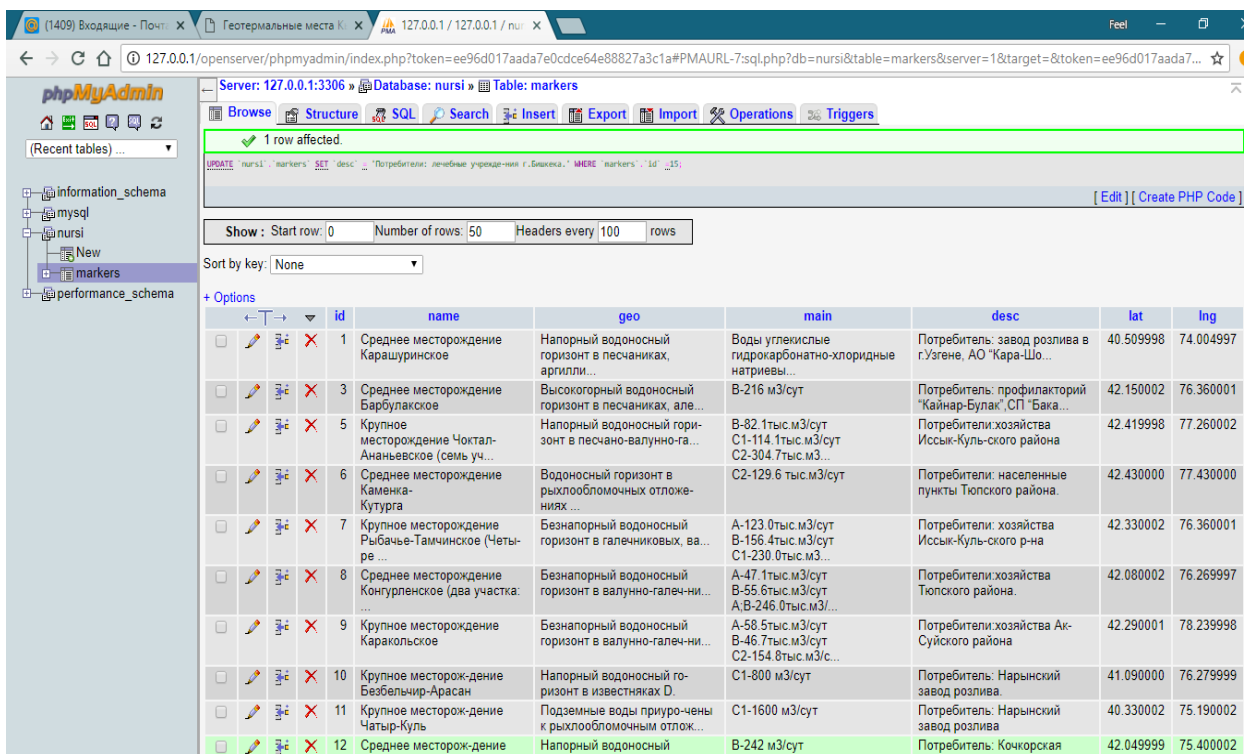 (1409) Входящие - Почта
Геотермальные места К
127.0.0.1 / 127.0.0.1 / nur
Feel
127.0.0.1/openserver/phpmyadmin/index.php?token=ee96d017aada7e0cdce64e88827a3c1a#PMAURL-7:sql.php?db=nursi&table=markers&server=1&target=&token=ee96d017aada7...
phpMyAdmin
(Recent tables) ...
information_schema
mysql
nursi
New
markers
performance_schema
Server: 127.0.0.1:3306 » Database: nursi » Table: markers
Browse Structure SQL Search Insert Export Import Operations Triggers
1 row affected.
UPDATE `nursi`.`markers` SET `desc` = 'Потребители: лечебные учрежде-ния г.Бишкека.' WHERE `markers`.`id` =15;
[ Edit ] [ Create PHP Code ]
Show : Start row: 0 Number of rows: 50 Headers every 100 rows
Sort by key: None
+ Options
id name geo main desc lat lng
1 Среднее месторождение Напорный водоносный Воды углекислые Потребитель: завод розлива в 40.509998 74.004997
Карашуринское горизонт в песчаниках, гидрокарбонатно-хлоридные г.Узгене, АО “Кара-Шо...
аргилли... натриевы...
3 Среднее месторождение Высокогорный водоносный В-216 м3/сут Потребитель: профилакторий 42.150002 76.360001
Барбулакское горизонт в песчаниках, але... “Кайнар-Булак”,СП “Бака...
5 Крупное Напорный водоносный гори- В-82.1тыс.м3/сут Потребители:хозяйства 42.419998 77.260002
месторождение Чоктал- зонт в песчано-валунно-га... С1-114.1тыс.м3/сут Иссык-Куль-ского района
Ананьевское (семь уч... С2-304.7тыс.м3...
6 Среднее месторождение Водоносный горизонт в С2-129.6 тыс.м3/сут Потребители: населенные 42.430000 77.430000
Каменка- рыхлообломочных отложе- пункты Тюпского района.
Кутурга ниях ...
7 Крупное месторождение Безнапорный водоносный А-123.0тыс.м3/сут Потребители: хозяйства 42.330002 76.360001
Рыбачье-Тамчинское (Четы- горизонт в галечниковых, ва... В-156.4тыс.м3/сут Иссык-Куль-ского р-на
ре ... С1-230.0тыс.м3...
8 Среднее месторождение Безнапорный водоносный А-47.1тыс.м3/сут Потребители:хозяйства 42.080002 76.269997
Конгурленское (два участка: горизонт в валунно-галеч-ни... В-55.6тыс.м3/сут Тюпского района.
... А;В-246.0тыс.м3/...
9 Крупное месторождение Безнапорный водоносный А-58.5тыс.м3/сут Потребители:хозяйства Ак- 42.290001 78.239998
Каракольское горизонт в валунно-галеч-ни... В-46.7тыс.м3/сут Суйского района
С2-154.8тыс.м3/с...
10 Крупное месторож-дение Напорный водоносный го- С1-800 м3/сут Потребитель: Нарынский 41.090000 76.279999
Безбельчир-Арасан ризонт в известняках D. завод розлива.
11 Крупное месторож-дение Подземные воды приуро-чены С1-1600 м3/сут Потребитель: Нарынский 40.330002 75.190002
Чатыр-Куль к рыхлообломочным отлож... завод розлива
12 Среднее месторож-дение Напорный водоносный В-242 м3/сут Потребитель: Кочкорская 42.049999 75.400002